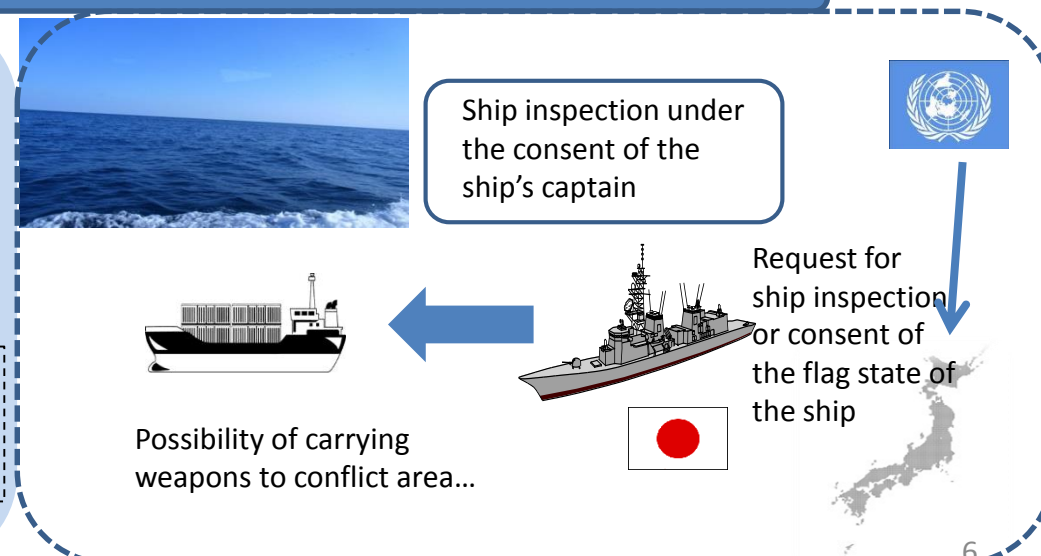 Ship inspection under
the consent of the
ship's captain
Request for
ship inspection
or consent of
the flag state of
the ship
Possibility of carrying
weapons to conflict area…
6